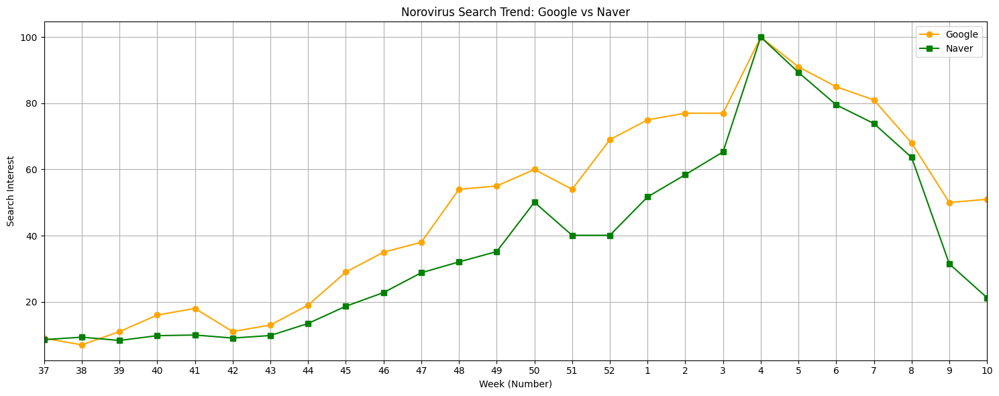 Norovirus Search Trend: Google vs Naver
Google
Naver
Search Interest
100
80
60
40
20
37 38 39 40 41 42 43 44 45 46 47 48 49 50 51 52 1 2 3 4 5 6 7 8 9 10
Week (Number)